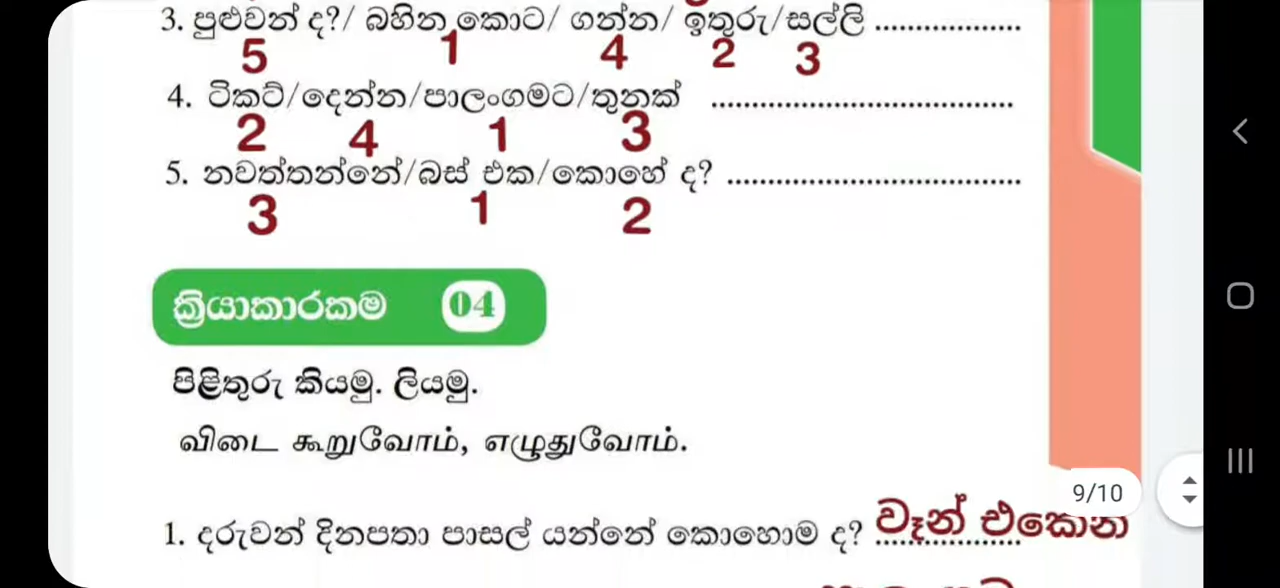 3. පුළුවන් ද?/ බහින කොට/ ගන්න/ ඉතුරු/සල්ලි ..................
5 1 4 2 3
4. ටිකට්/දෙන්න/පාලංගමට/තුනක් .....................................
2 4 1 3
5. නවත්තන්නේ/බස් එක/කොහේ ද? ....................................
3 1 2
ක්‍රියාකාරකම 04
පිළිතුරු කියමු. ලියමු.
விடை கூறுவோம், எழுதுவோம்.
9/10
1. දරුවන් දිනපතා පාසල් යන්නේ කොහොම ද? වෑන් එකෙන්